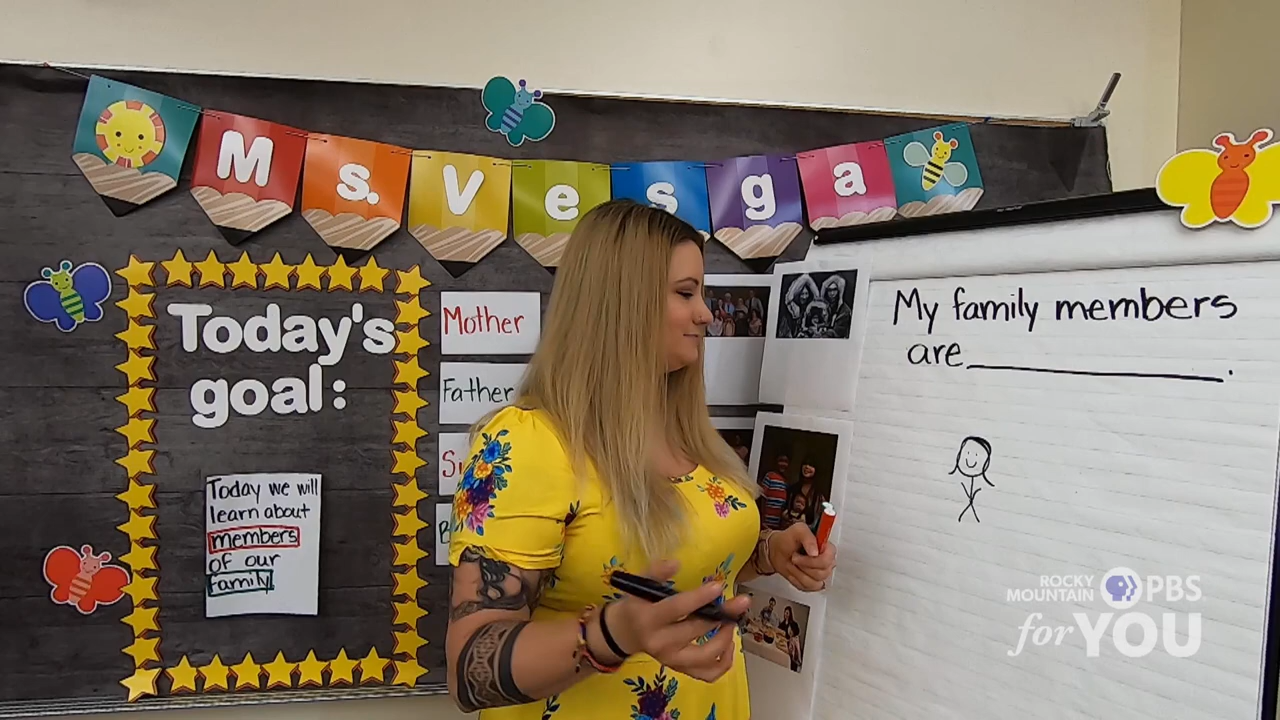 Ms. Vesga
Today's
goal:
Today we will
learn about
members
of our
family.
Mother
Father
My family members
are____________.
ROCKY
MOUNTAIN PBS
for YOU